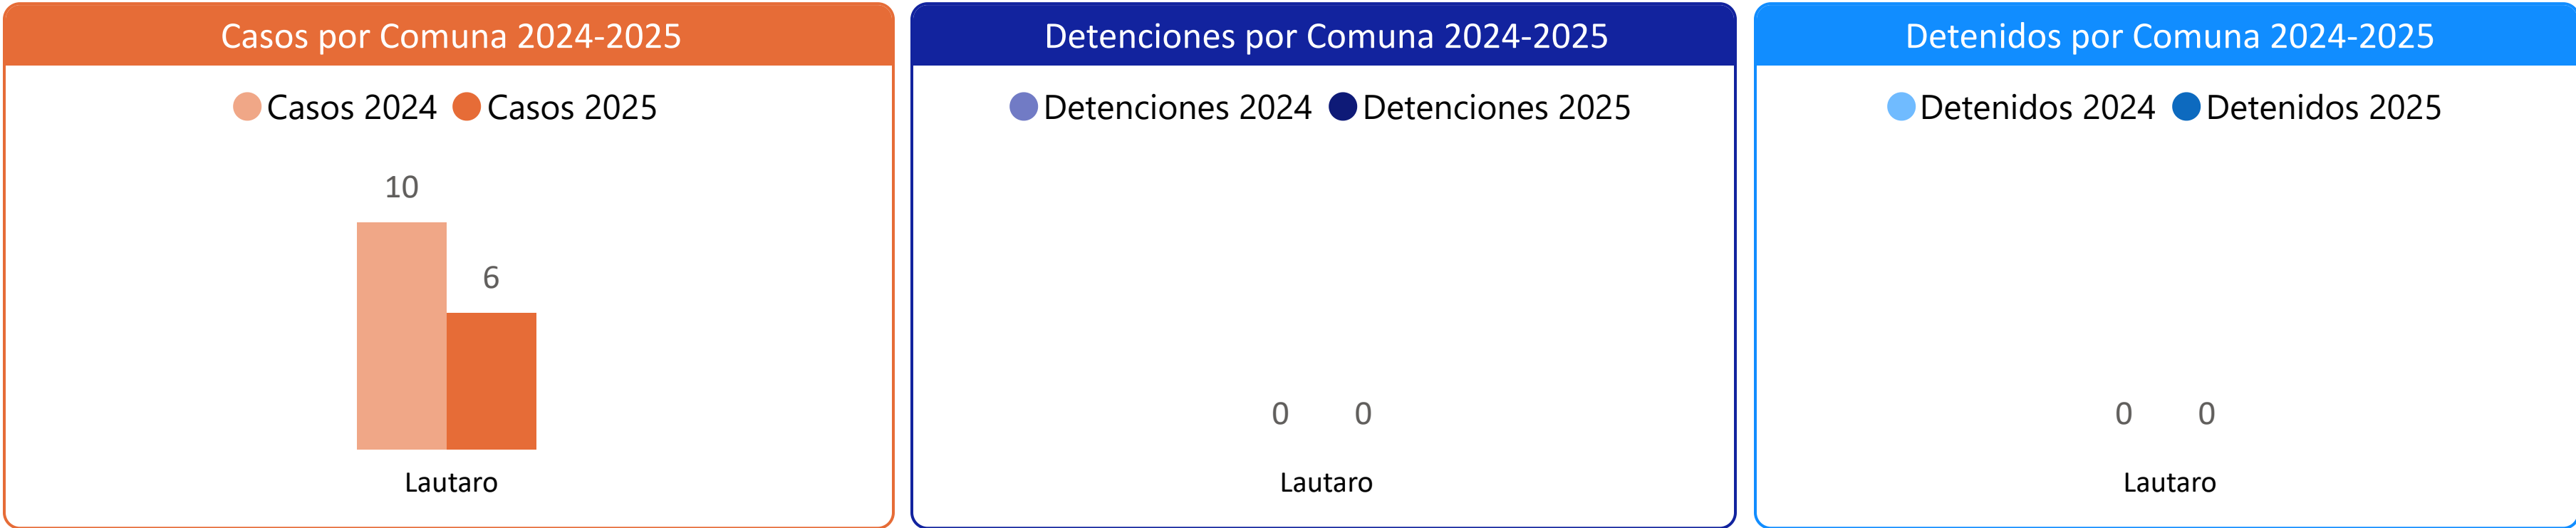 Casos por Comuna 2024-2025
Casos 2024 Casos 2025
10
6
Lautaro
Detenciones por Comuna 2024-2025
Detenciones 2024 Detenciones 2025
0 0
Lautaro
Detenidos por Comuna 2024-2025
Detenidos 2024 Detenidos 2025
0 0
Lautaro